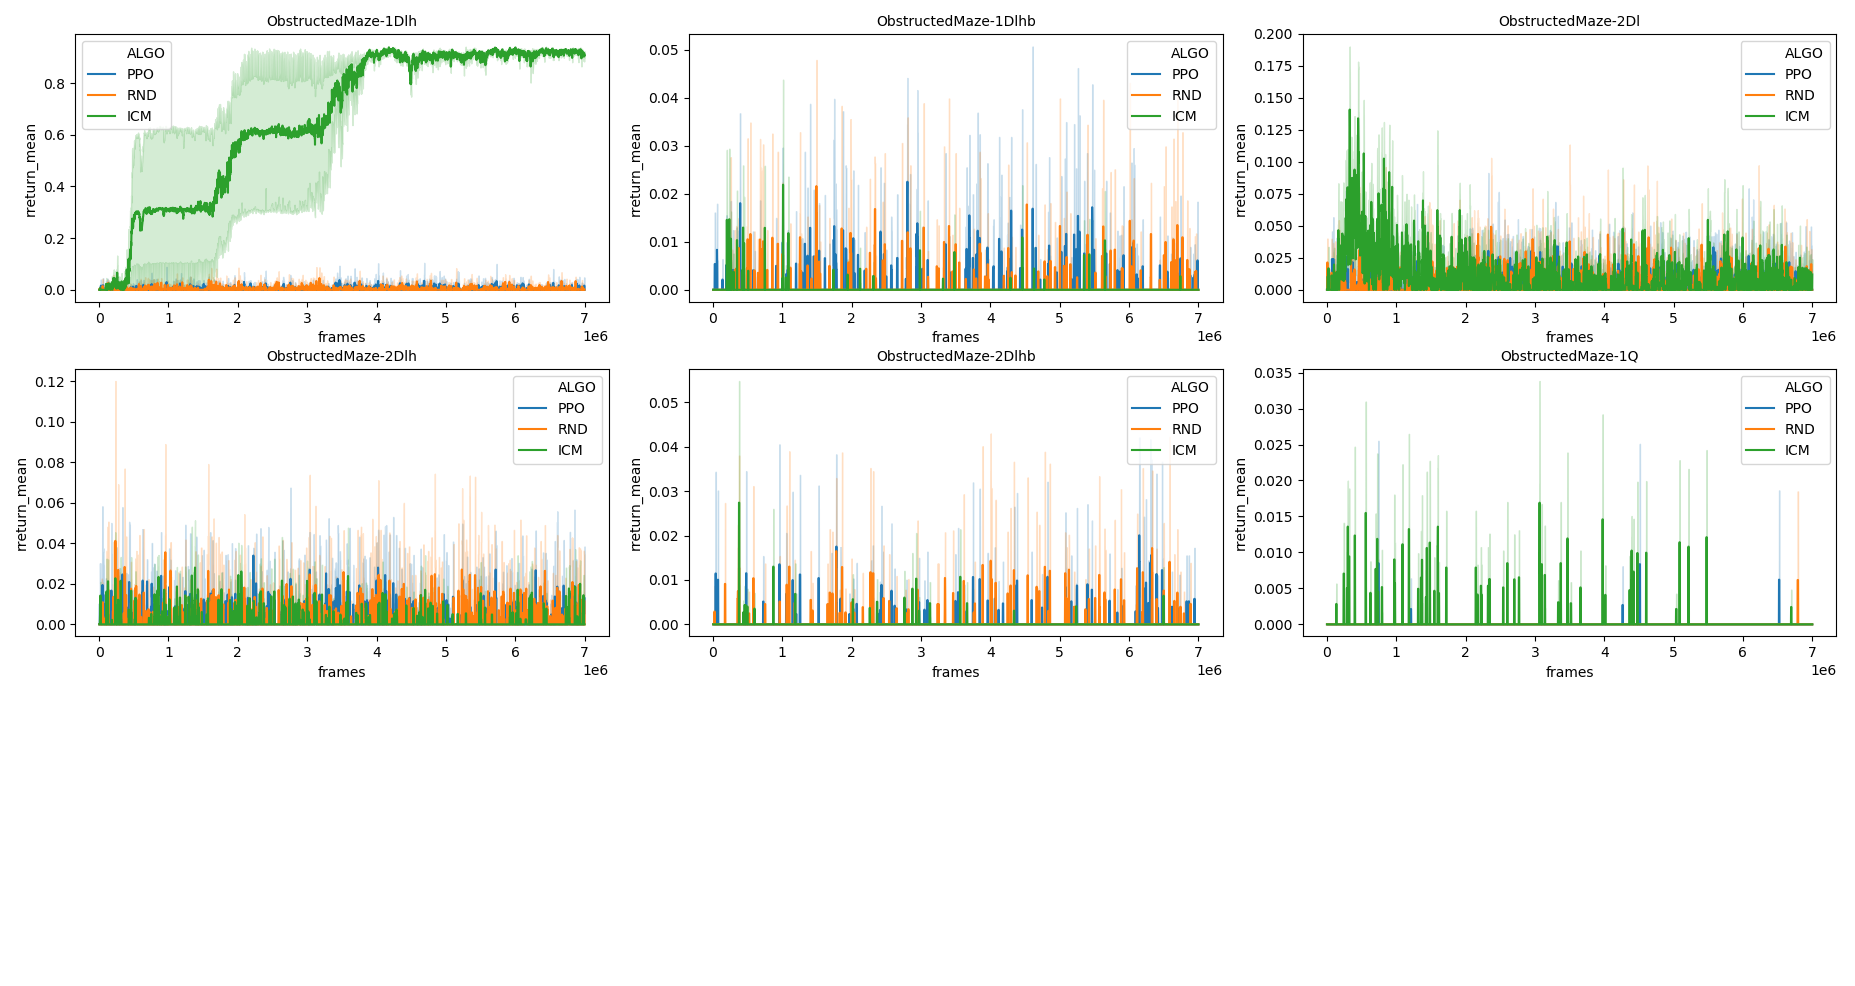 ObstructedMaze-1Dlh
ALGO
PPO
RND
ICM
rreturn_mean
0.8
0.6
0.4
0.2
0.0
0 1 2 3 4 5 6 7
1e6
frames
ObstructedMaze-1Dlhb
ALGO
PPO
RND
ICM
rreturn_mean
0.05
0.04
0.03
0.02
0.01
0.00
0 1 2 3 4 5 6 7
1e6
frames
ObstructedMaze-2Dl
ALGO
PPO
RND
ICM
rreturn_mean
0.200
0.175
0.150
0.125
0.100
0.075
0.050
0.025
0.000
0 1 2 3 4 5 6 7
1e6
frames
ObstructedMaze-2Dlh
ALGO
PPO
RND
ICM
rreturn_mean
0.12
0.10
0.08
0.06
0.04
0.02
0.00
0 1 2 3 4 5 6 7
1e6
frames
ObstructedMaze-2Dlhb
ALGO
PPO
RND
ICM
rreturn_mean
0.05
0.04
0.03
0.02
0.01
0.00
0 1 2 3 4 5 6 7
1e6
frames
ObstructedMaze-1Q
ALGO
PPO
RND
ICM
rreturn_mean
0.035
0.030
0.025
0.020
0.015
0.010
0.005
0.000
0 1 2 3 4 5 6 7
1e6
frames